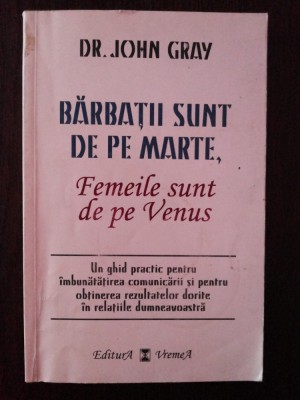 DR. JOHN GRAY
BĂRBAȚII SUNT
DE PE MARTE,
Femeile sunt
de pe Venus
Un ghid practic pentru
îmbunătățirea comunicării și pentru
obținerea rezultatelor dorite
în relațiile dumneavoastră
EditurA VremeA